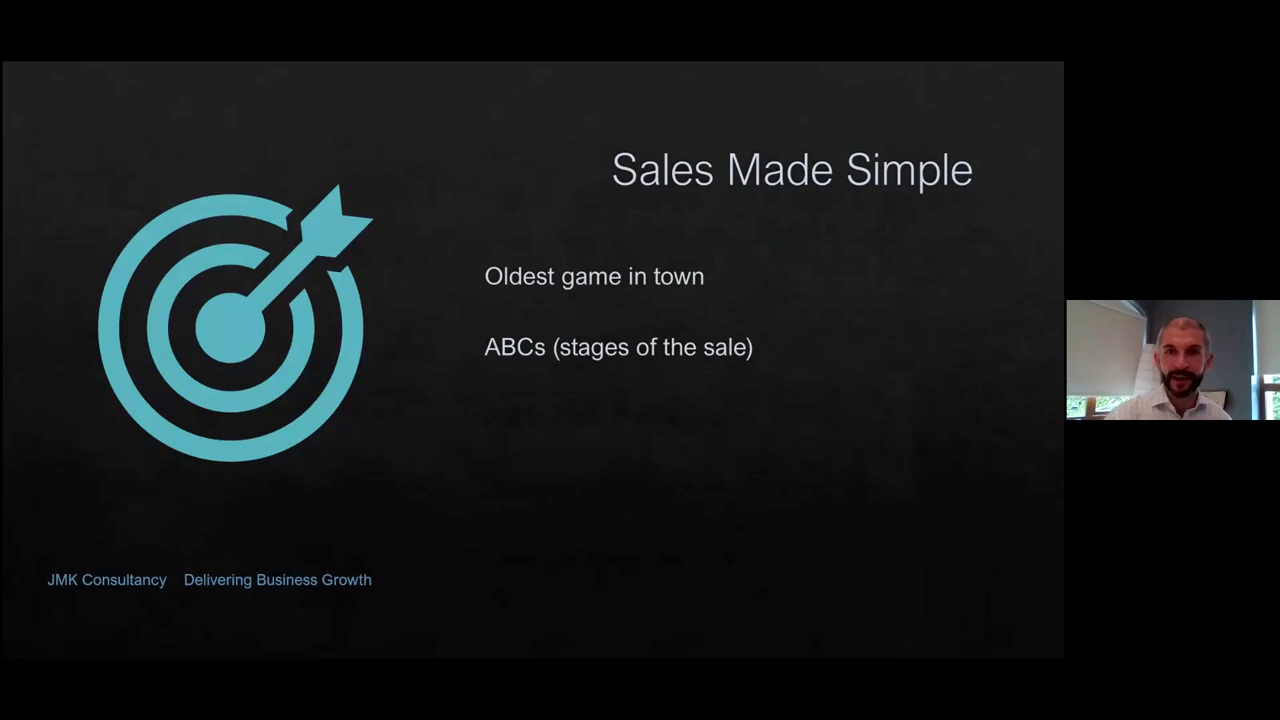 Sales Made Simple
Oldest game in town
ABCs (stages of the sale)
JMK Consultancy Delivering Business Growth